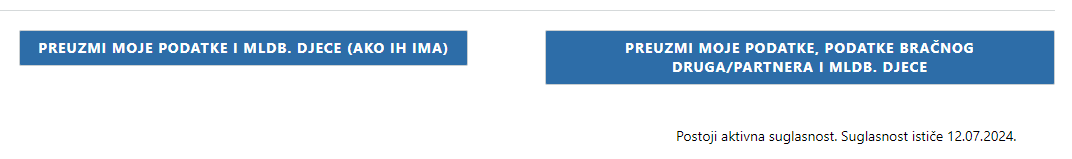 PREUZMI MOJE PODATKE I MLDB. DJECE (AKO IH IMA)
PREUZMI MOJE PODATKE, PODATKE BRAČNOG
DRUGA/PARTNERA I MLDB. DJECE
Postoji aktivna suglasnost. Suglasnost ističe 12.07.2024.